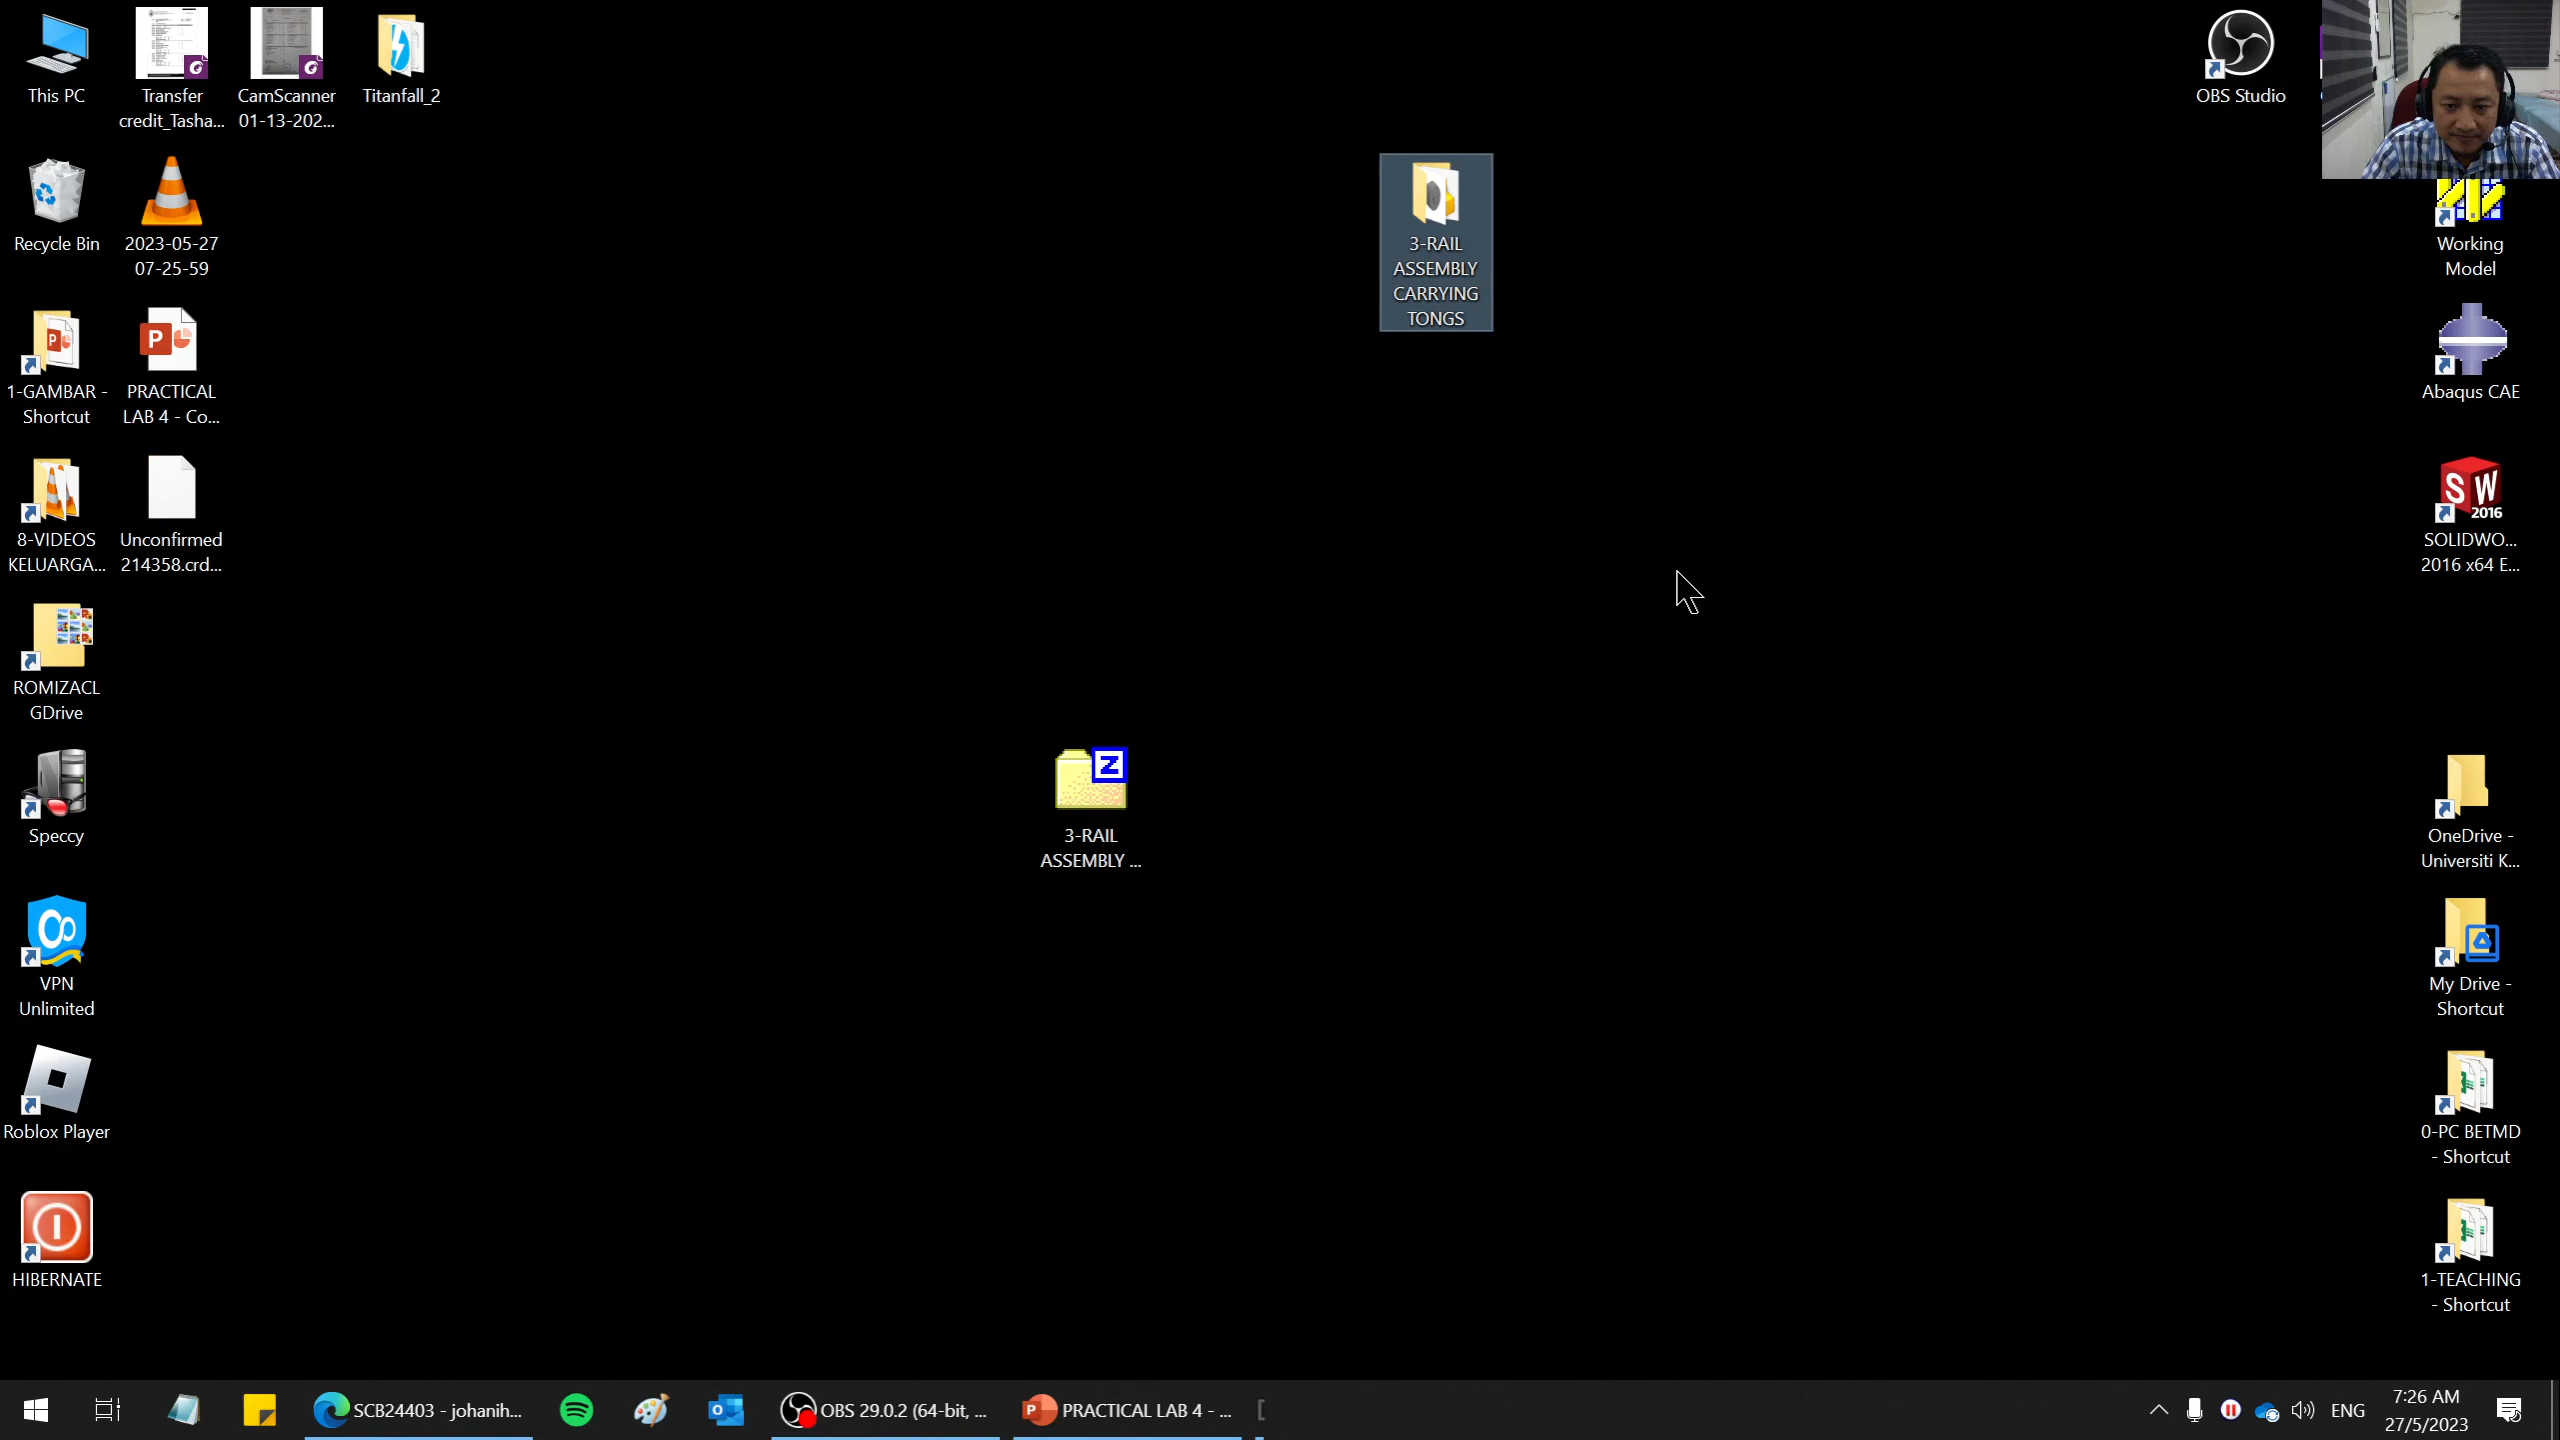 This PC
Transfer
credit_Tasha...
CamScanner
01-13-202...
Titanfall_2
OBS Studio
Recycle Bin
2023-05-27
07-25-59
3-RAIL
ASSEMBLY
CARRYING
TONGS
Working
Model
1-GAMBAR -
Shortcut
P
P
PRACTICAL
LAB 4 - Co...
Abaqus CAE
8-VIDEOS
KELUARGA...
Unconfirmed
214358.crd...
SW
2016
SOLIDWO...
2016 x64 E...
ROMIZACL
GDrive
Speccy
Z
3-RAIL
ASSEMBLY ...
OneDrive -
Universiti K...
VPN
Unlimited
My Drive -
Shortcut
Roblox Player
0-PC BETMD
- Shortcut
HIBERNATE
1-TEACHING
- Shortcut
SCB24403 - johanih...
OBS 29.0.2 (64-bit, ...
P
PRACTICAL LAB 4 - ...
ENG
7:26 AM
27/5/2023